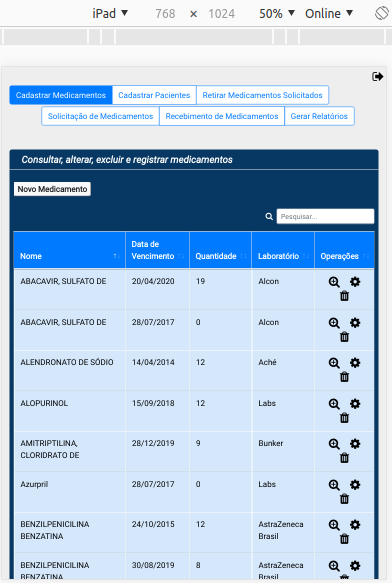 iPad ▼ 768 × 1024 50% ▼ Online ▼
Cadastrar Medicamentos Cadastrar Pacientes Retirar Medicamentos Solicitados
Solicitação de Medicamentos Recebimento de Medicamentos Gerar Relatórios
Consultar, alterar, excluir e registrar medicamentos
Novo Medicamento
Pesquisar...
Nome Data de Vencimento Quantidade Laboratório Operações
ABACAVIR, SULFATO DE 20/04/2020 19 Alcon
ABACAVIR, SULFATO DE 28/07/2017 0 Alcon
ALENDRONATO DE SÓDIO 14/04/2014 12 Aché
ALOPURINOL 15/09/2018 12 Labs
AMITRIPTILINA, CLORIDRATO DE 28/12/2019 9 Bunker
Azurpril 28/07/2017 0 Labs
BENZILPENICILINA BENZATINA 24/10/2015 12 AstraZeneca Brasil
BENZILPENICILINA BENZATINA 30/08/2019 8 AstraZeneca Brasil